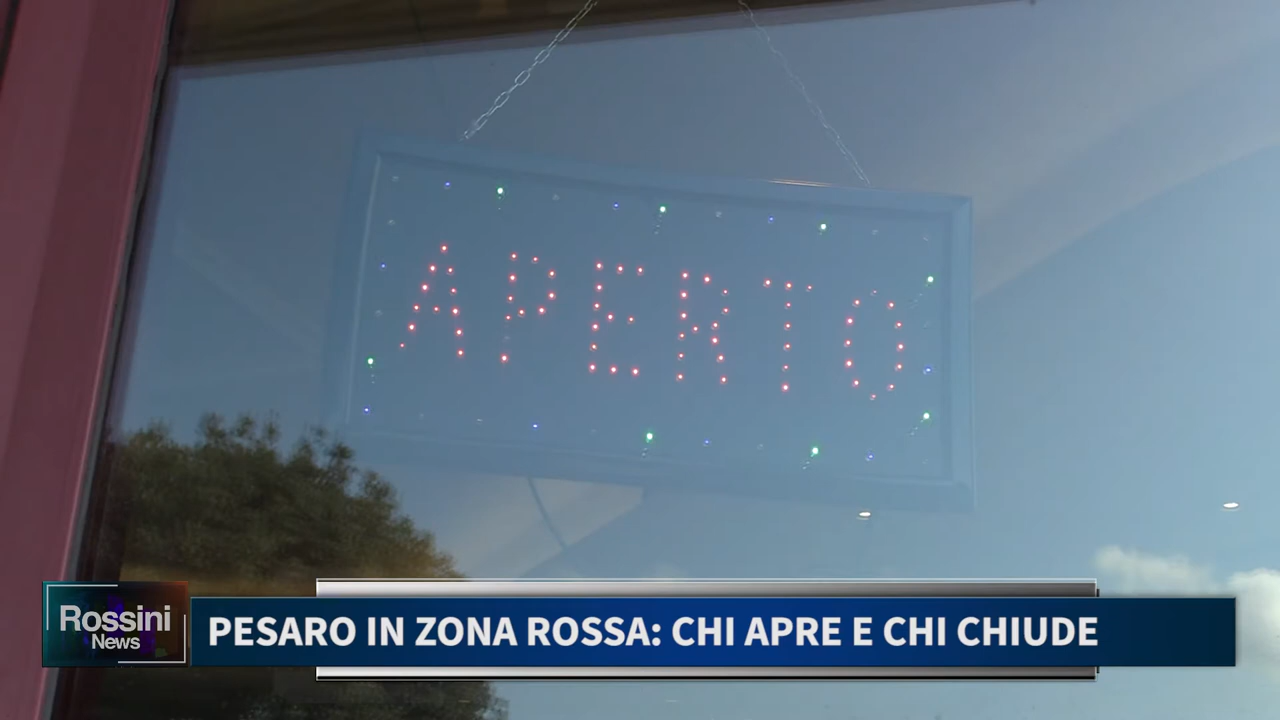 APERTO
Rossini
News
PESARO IN ZONA ROSSA: CHI APRE E CHI CHIUDE